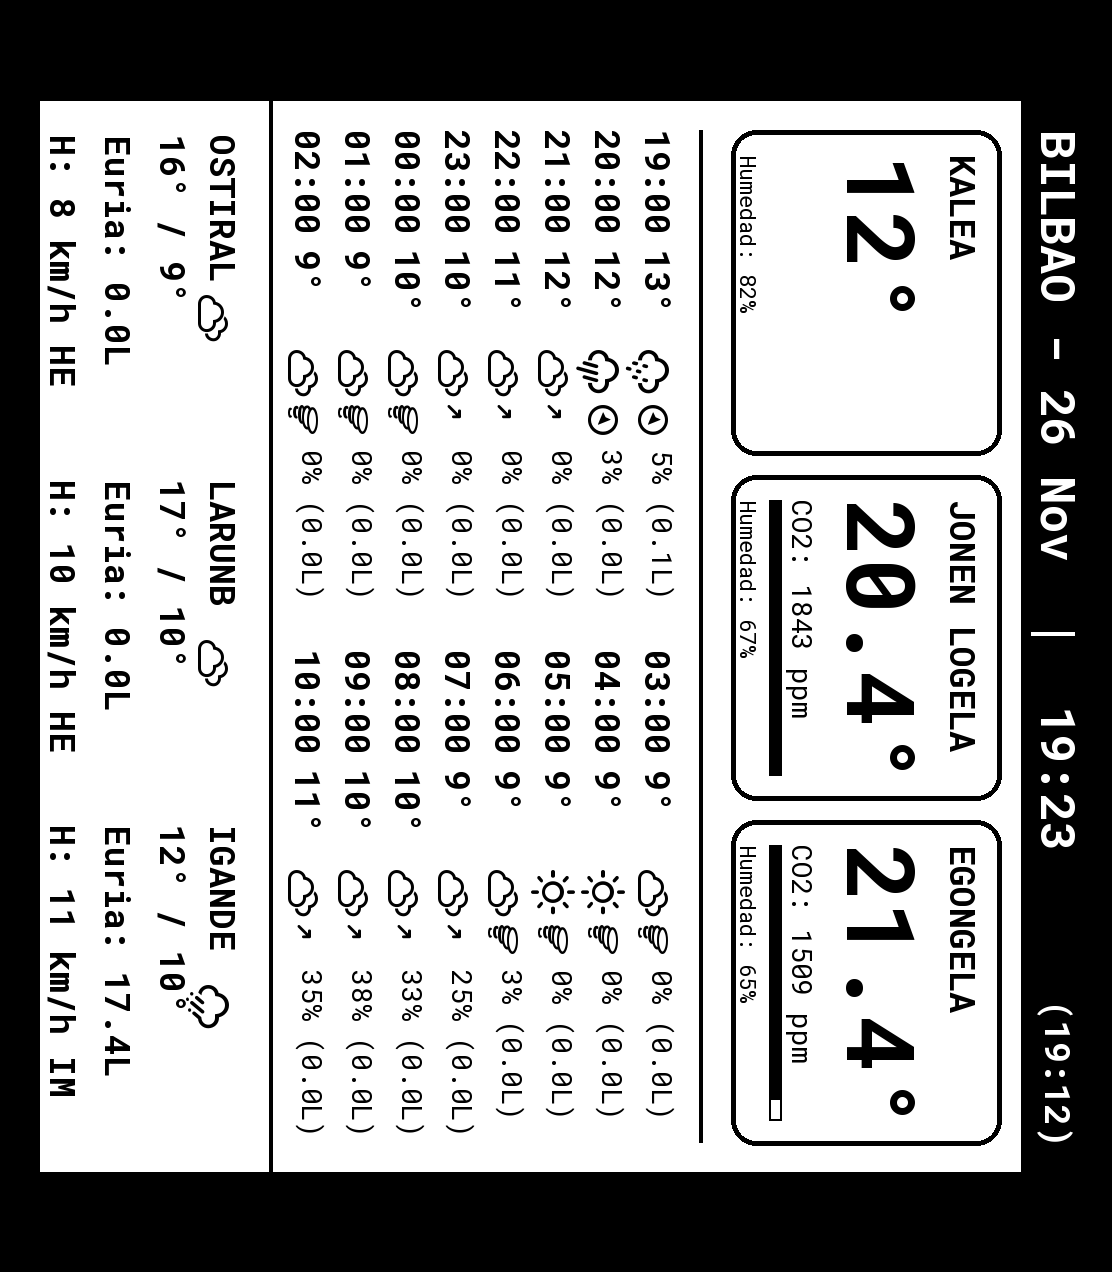 BILBAO - 26 Nov | 19:23 (19:12)
KALEA
12°
Humedad: 82%
JONEN LOGELA
20.4°
CO2: 1843 ppm
Humedad: 67%
EGONGELA
21.4°
CO2: 1509 ppm
Humedad: 65%
19:00 13° 5% (0.1L)
20:00 12° 3% (0.0L)
21:00 12° 0% (0.0L)
22:00 11° 0% (0.0L)
23:00 10° 0% (0.0L)
00:00 10° 0% (0.0L)
01:00 9° 0% (0.0L)
02:00 9° 0% (0.0L)
03:00 9° 0% (0.0L)
04:00 9° 0% (0.0L)
05:00 9° 0% (0.0L)
06:00 9° 3% (0.0L)
07:00 9° 25% (0.0L)
08:00 10° 33% (0.0L)
09:00 10° 38% (0.0L)
10:00 11° 35% (0.0L)
OSTIRAL
16° / 9°
Euria: 0.0L
H: 8 km/h HE
LARUNB
17° / 10°
Euria: 0.0L
H: 10 km/h HE
IGANDE
12° / 10°
Euria: 17.4L
H: 11 km/h IM